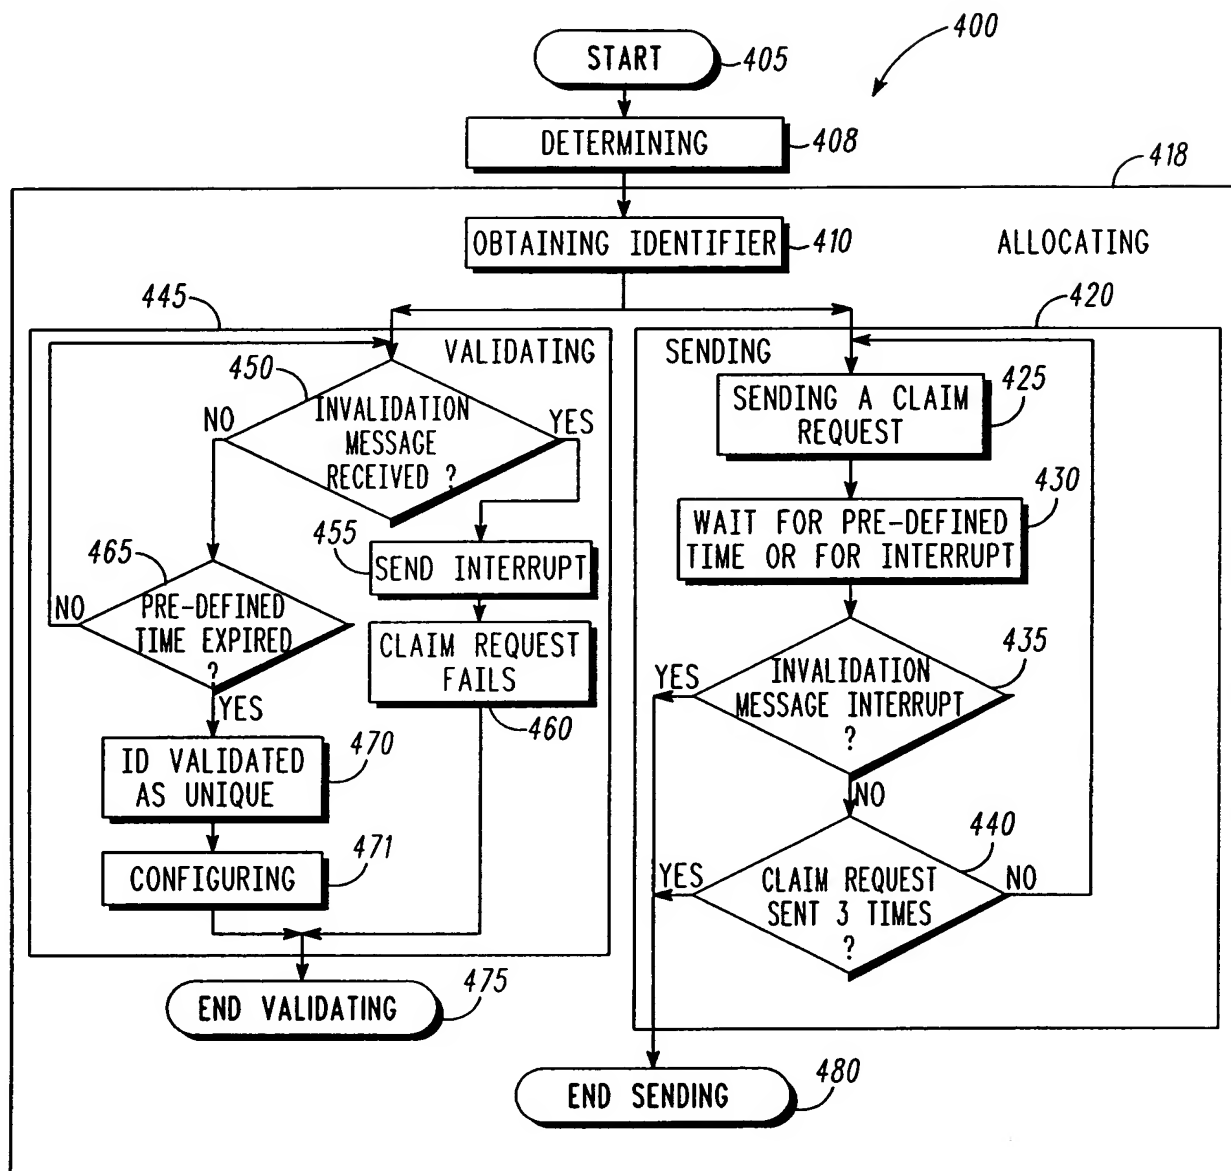 400
START
405
DETERMINING
408
418
OBTAINING IDENTIFIER
410
ALLOCATING
445
420
VALIDATING
SENDING
450
NO
INVALIDATION
MESSAGE
RECEIVED ?
YES
SENDING A CLAIM
REQUEST
425
455
SEND INTERRUPT
WAIT FOR PRE-DEFINED
TIME OR FOR INTERRUPT
430
465
NO
PRE-DEFINED
TIME EXPIRED
?
YES
CLAIM REQUEST
FAILS
460
YES
INVALIDATION
MESSAGE INTERRUPT
?
435
NO
ID VALIDATED
AS UNIQUE
470
CONFIGURING
471
YES
CLAIM REQUEST
SENT 3 TIMES
?
440
NO
END VALIDATING
475
END SENDING
480